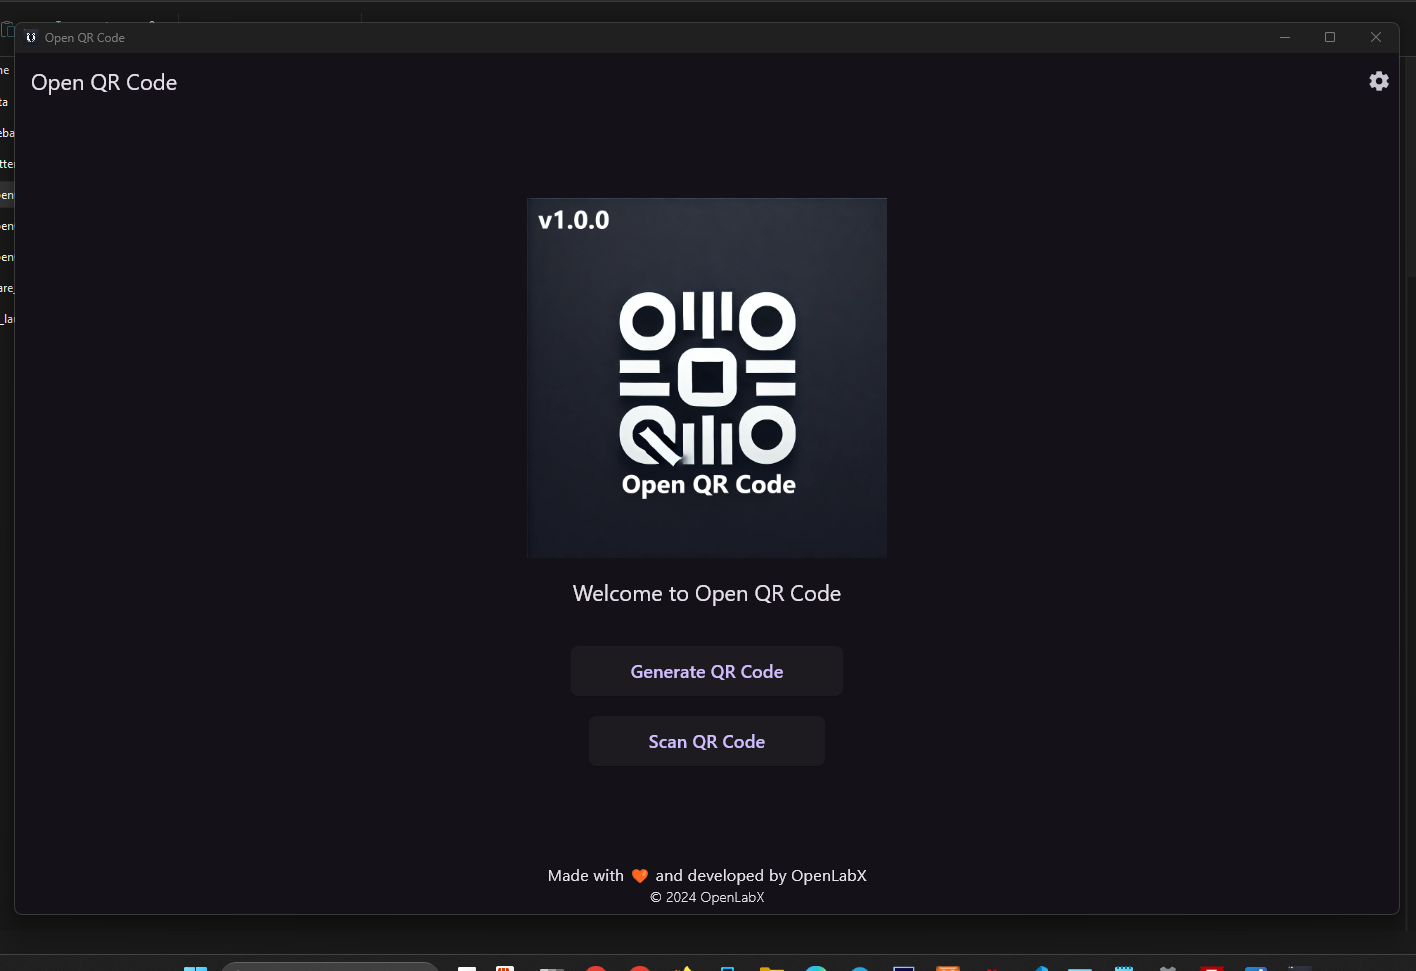 Open QR Code
Open QR Code
v1.0.0
Open QR Code
Welcome to Open QR Code
Generate QR Code
Scan QR Code
Made with ❤️ and developed by OpenLabX
© 2024 OpenLabX